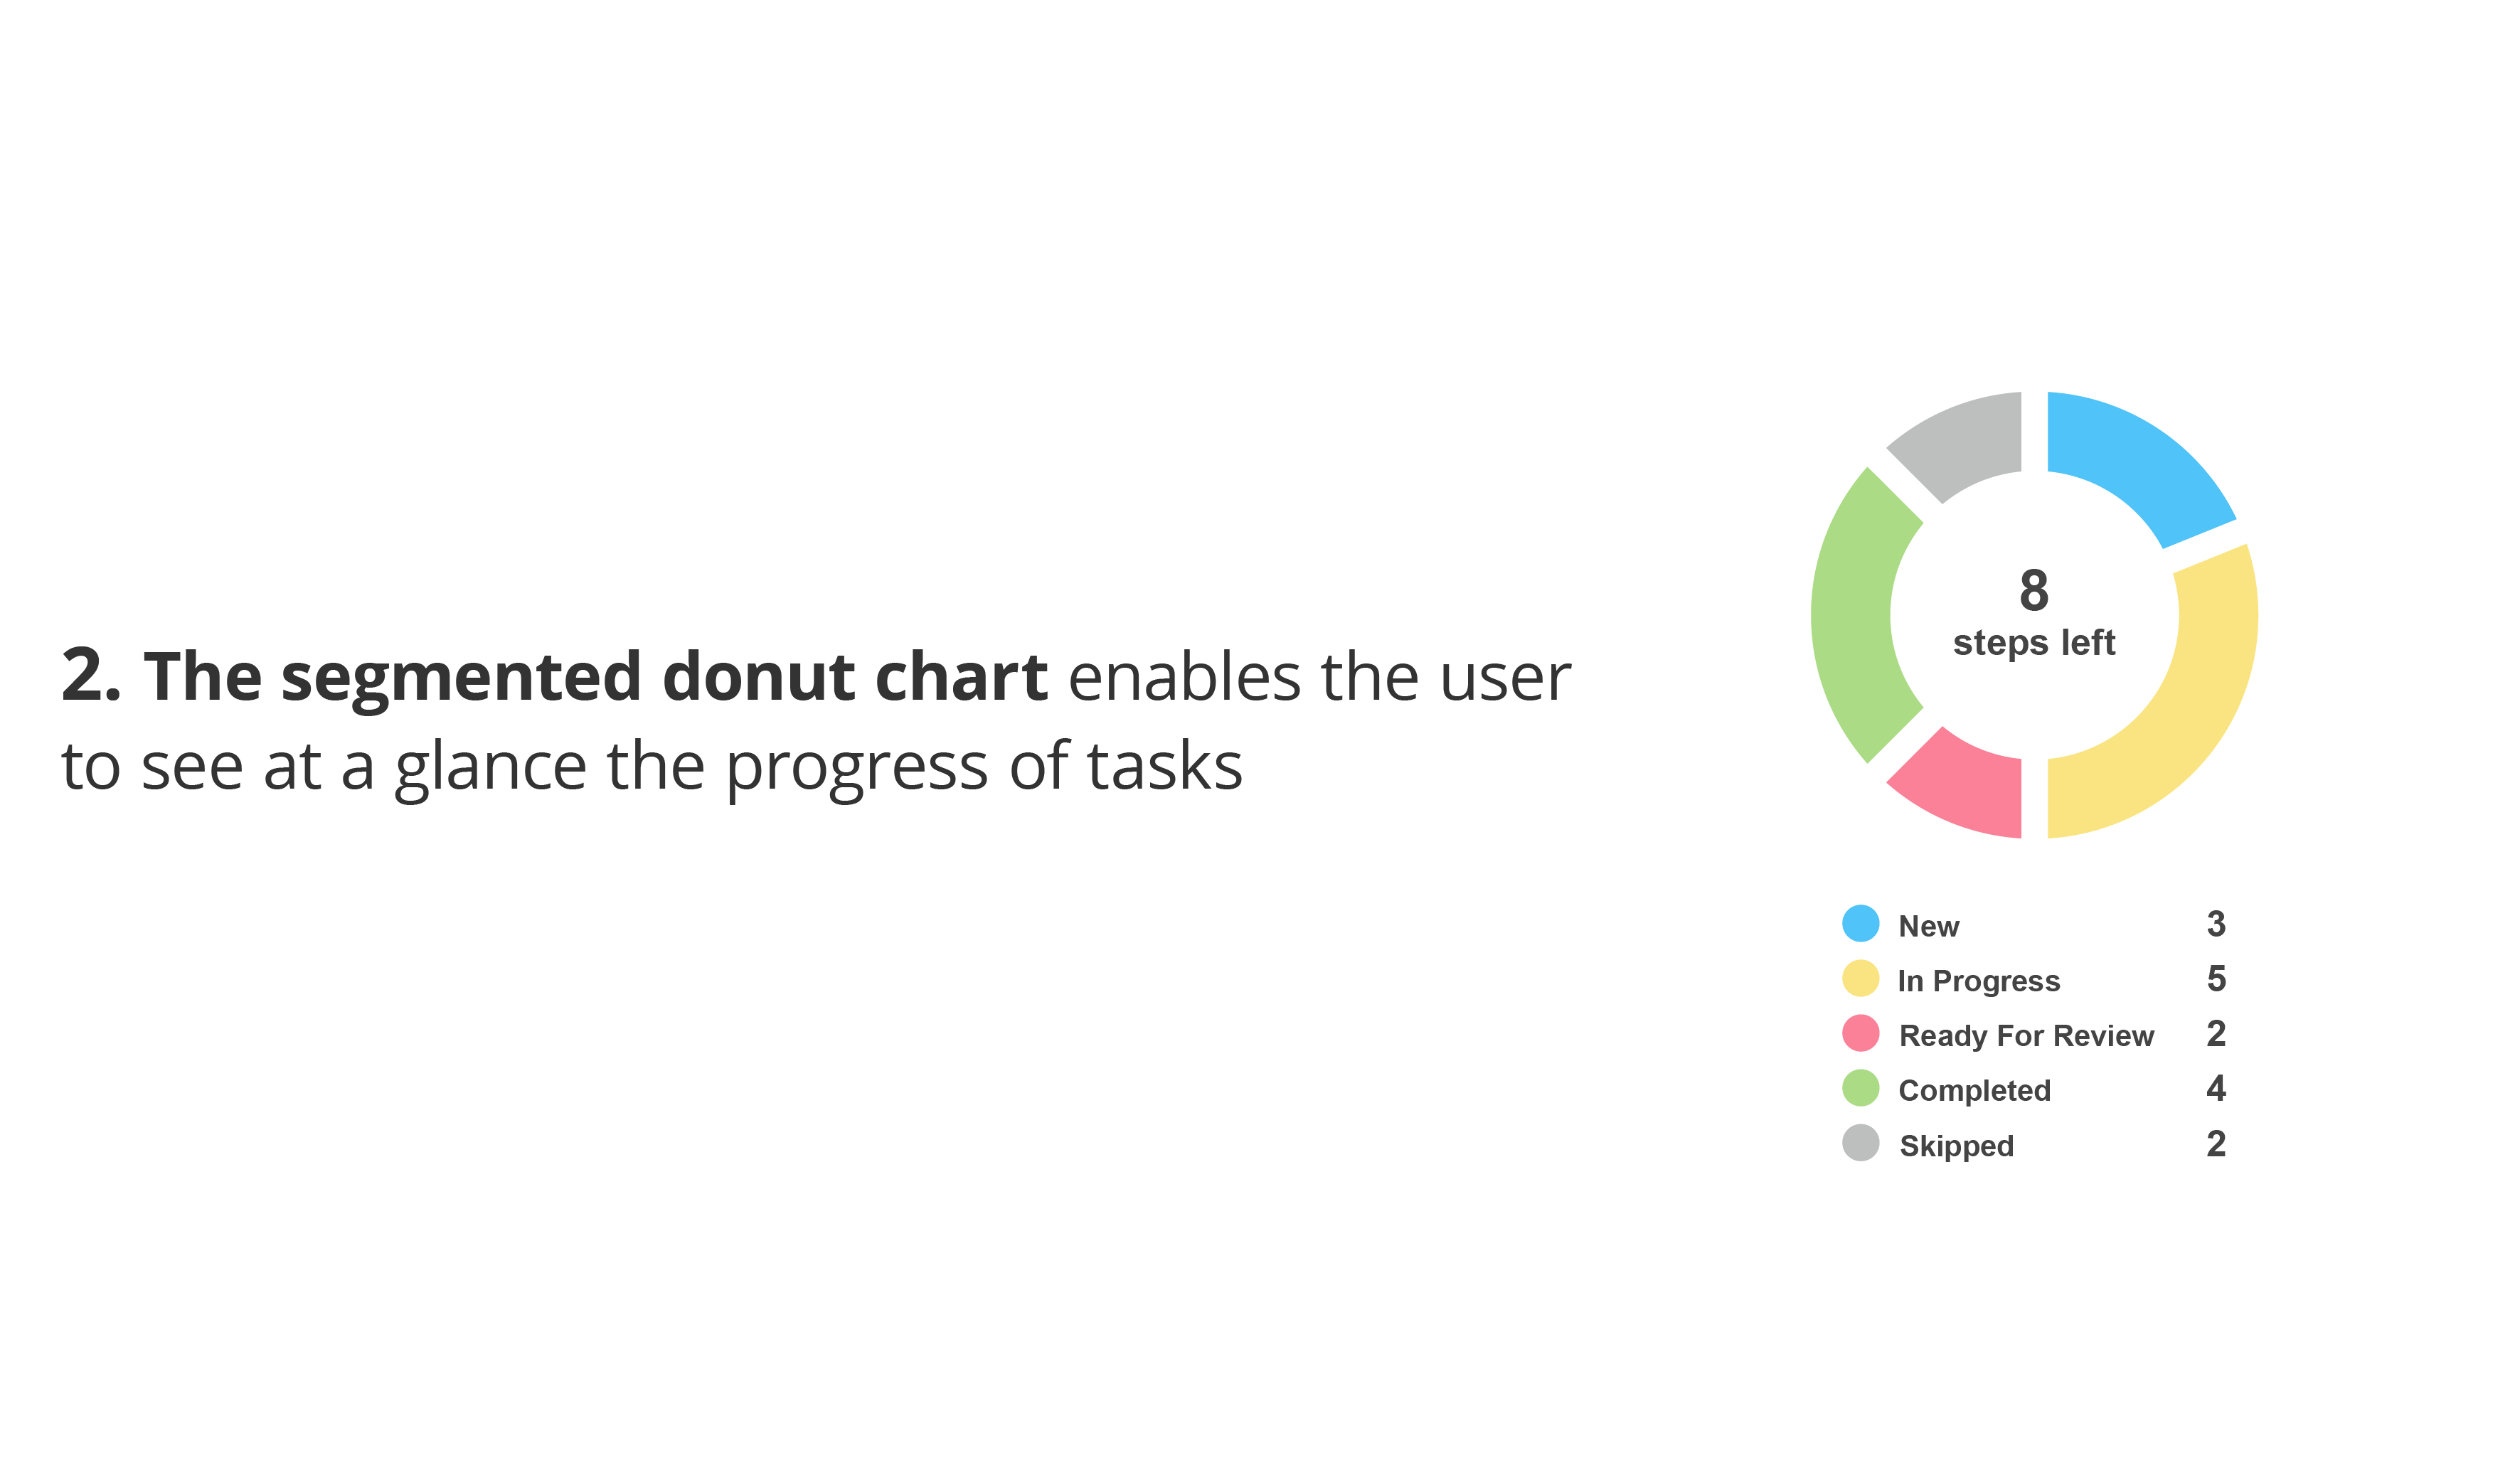 2. The segmented donut chart enables the user
to see at a glance the progress of tasks
8
steps left
New 3
In Progress 5
Ready For Review 2
Completed 4
Skipped 2